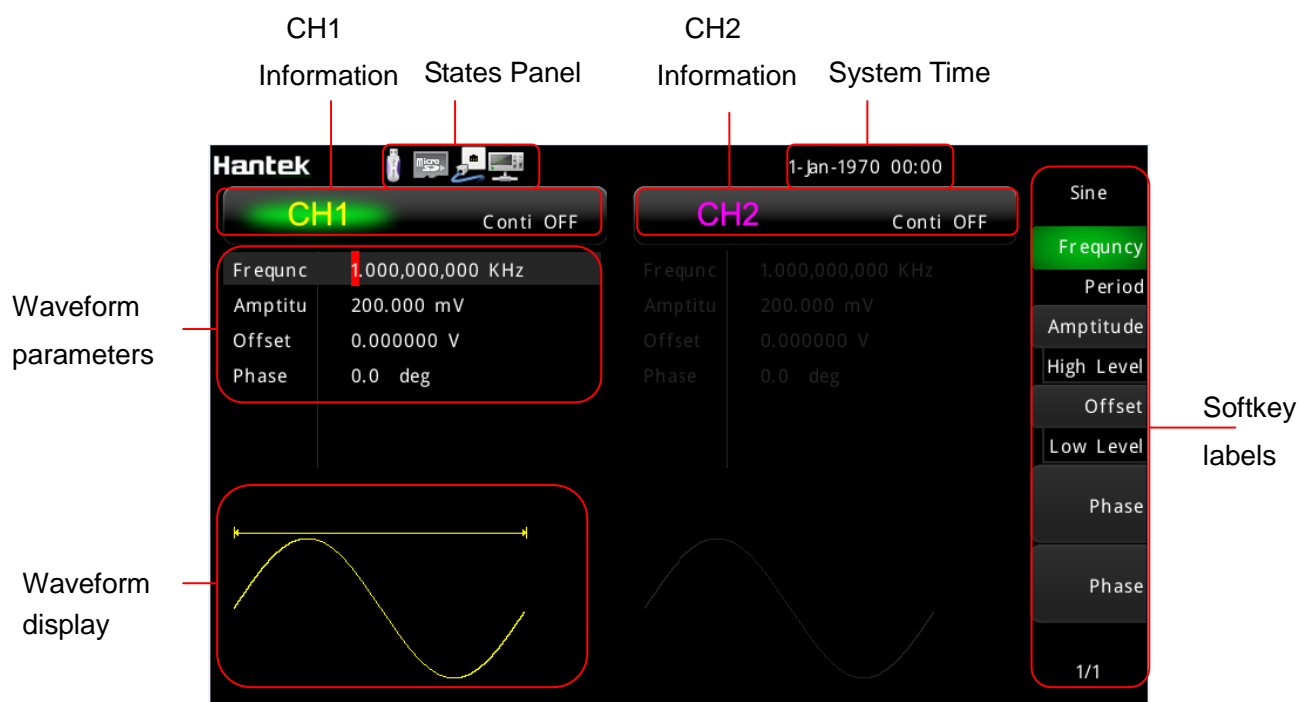 CH1
Information
States Panel
CH2
Information
System Time
Hantek
Micro
SD
1-Jan-1970 00:00
CH1
Conti OFF
CH2
Conti OFF
Frequnc 1.000,000,000 KHz
Amptitu 200.000 mV
Offset 0.000000 V
Phase 0.0 deg
Frequnc 1.000,000,000 KHz
Amptitu 200.000 mV
Offset 0.000000 V
Phase 0.0 deg
Sine
Frequncy
Period
Amptitude
High Level
Offset
Low Level
Phase
Phase
1/1
Waveform
parameters
Waveform
display
Softkey
labels